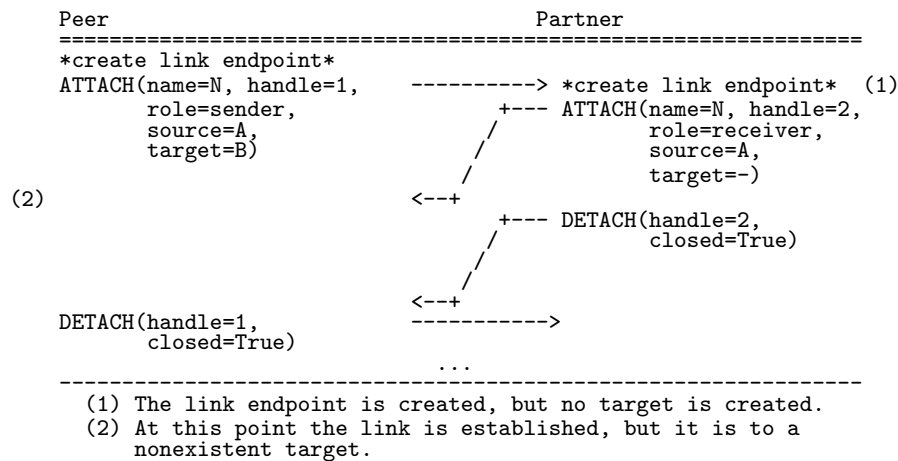 Peer                                      Partner
================================================================
*create link endpoint*
ATTACH(name=N, handle=1,    ----------> *create link endpoint*  (1)
       role=sender,                +--- ATTACH(name=N, handle=2,
       source=A,                  /            role=receiver,
       target=B)                 /             source=A,
                                /              target=-)
(2)                         <--+
                                   +--- DETACH(handle=2,
                                  /            closed=True)
                                 /
                                /
                            <--+
DETACH(handle=1,            ----------->
       closed=True)
                              ...
----------------------------------------------------------------
(1) The link endpoint is created, but no target is created.
(2) At this point the link is established, but it is to a
    nonexistent target.